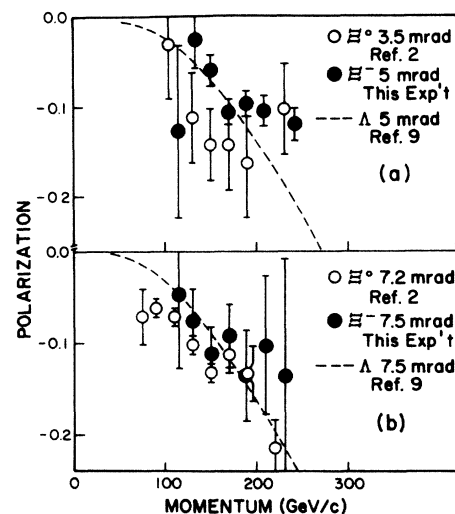 0.0
-0.1
-0.2
Ξ° 3.5 mrad
Ref. 2
Ξ⁻ 5 mrad
This Exp't
Λ 5 mrad
Ref. 9
(a)
POLARIZATION
0.0
-0.1
-0.2
Ξ° 7.2 mrad
Ref. 2
Ξ⁻ 7.5 mrad
This Exp't
Λ 7.5 mrad
Ref. 9
(b)
0 100 200 300
MOMENTUM (GeV/c)